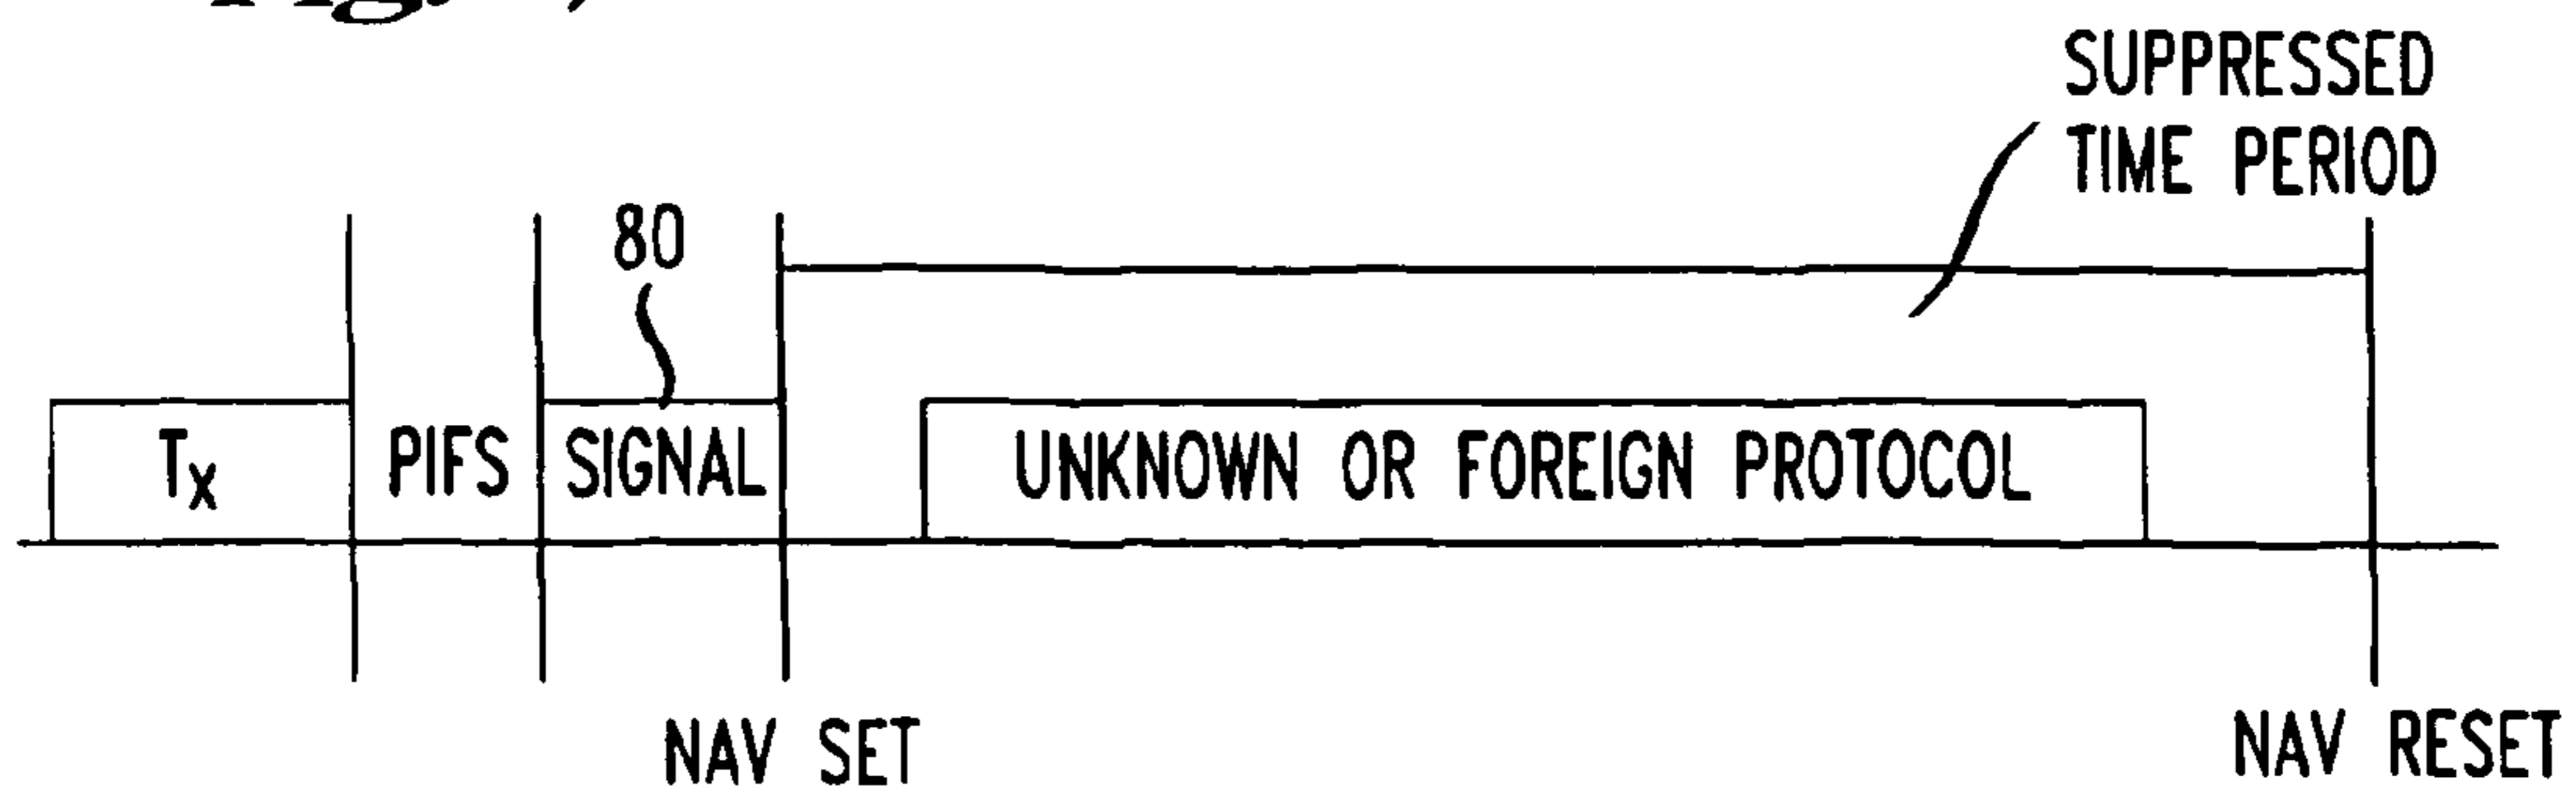 SUPPRESSED
TIME PERIOD
80
Tx PIFS SIGNAL UNKNOWN OR FOREIGN PROTOCOL
NAV SET NAV RESET